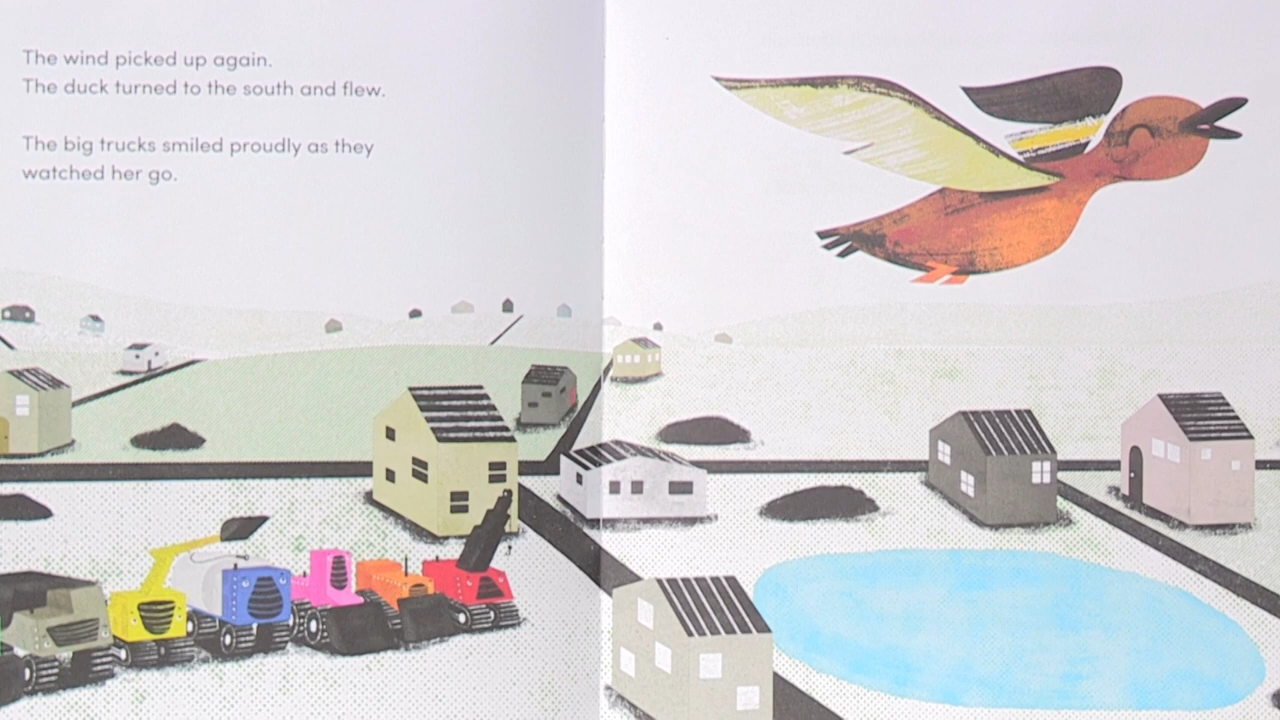 The wind picked up again.
The duck turned to the south and flew.
The big trucks smiled proudly as they
watched her go.